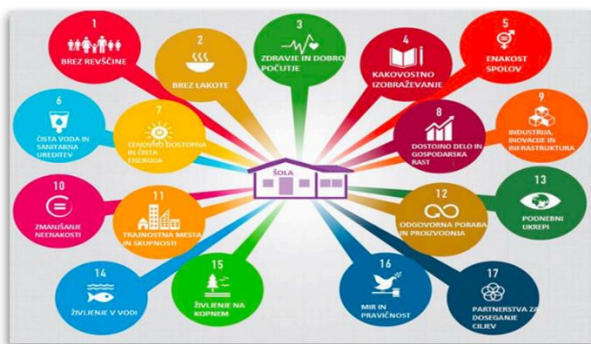 1
BREZ REVŠČINE
2
BREZ LAKOTE
3
ZDRAVJE IN DOBRO
POČUTJE
4
KAKOVOSTNO
IZOBRAŽEVANJE
5
ENAKOST
SPOLOV
6
ČISTA VODA IN
SANITARNA
UREDITEV
7
CENOVNO DOSTOPNA
IN ČISTA
ENERGIJA
8
DOSTOJNO DELO IN
GOSPODARSKA
RAST
9
INDUSTRIJA,
INOVACIJE IN
INFRASTRUKTURA
ŠOLA
10
ZMANJŠANJE
NEENAKOSTI
11
TRAJNOSTNA MESTA
IN SKUPNOSTI
12
ODGOVORNA PORABA
IN PROIZVODNJA
13
PODNEBNI
UKREPI
14
ŽIVLJENJE V VODI
15
ŽIVLJENJE NA
KOPNEM
16
MIR IN
PRAVIČNOST
17
PARTNERSTVA ZA
DOSEGANJE
CILJEV